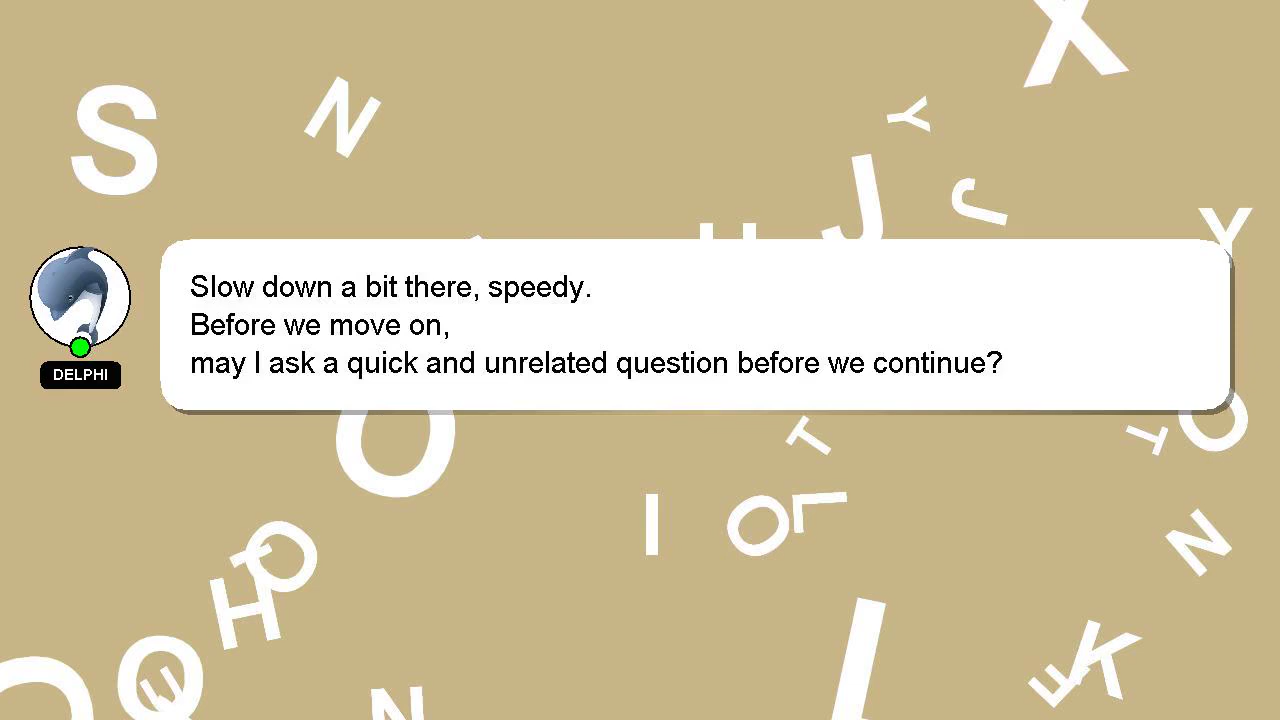 X
S
N
Y
J
J
Y
U
Slow down a bit there, speedy.
Before we move on,
may I ask a quick and unrelated question before we continue?
DELPHI
O
T
T
O
I
O
L
N
O
T
H
K
E
O
N